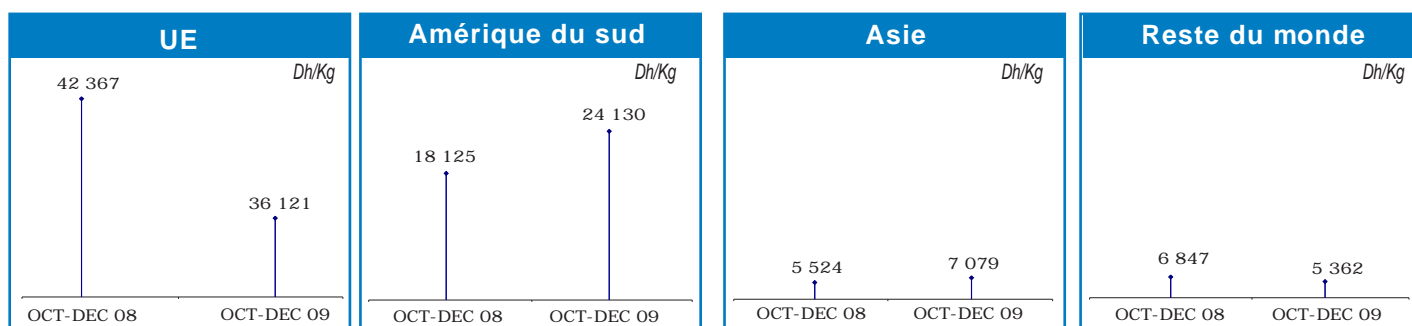 UE
Dh/Kg
42 367
36 121
OCT-DEC 08
OCT-DEC 09
Amérique du sud
Dh/Kg
18 125
24 130
OCT-DEC 08
OCT-DEC 09
Asie
Dh/Kg
5 524
7 079
OCT-DEC 08
OCT-DEC 09
Reste du monde
Dh/Kg
6 847
5 362
OCT-DEC 08
OCT-DEC 09